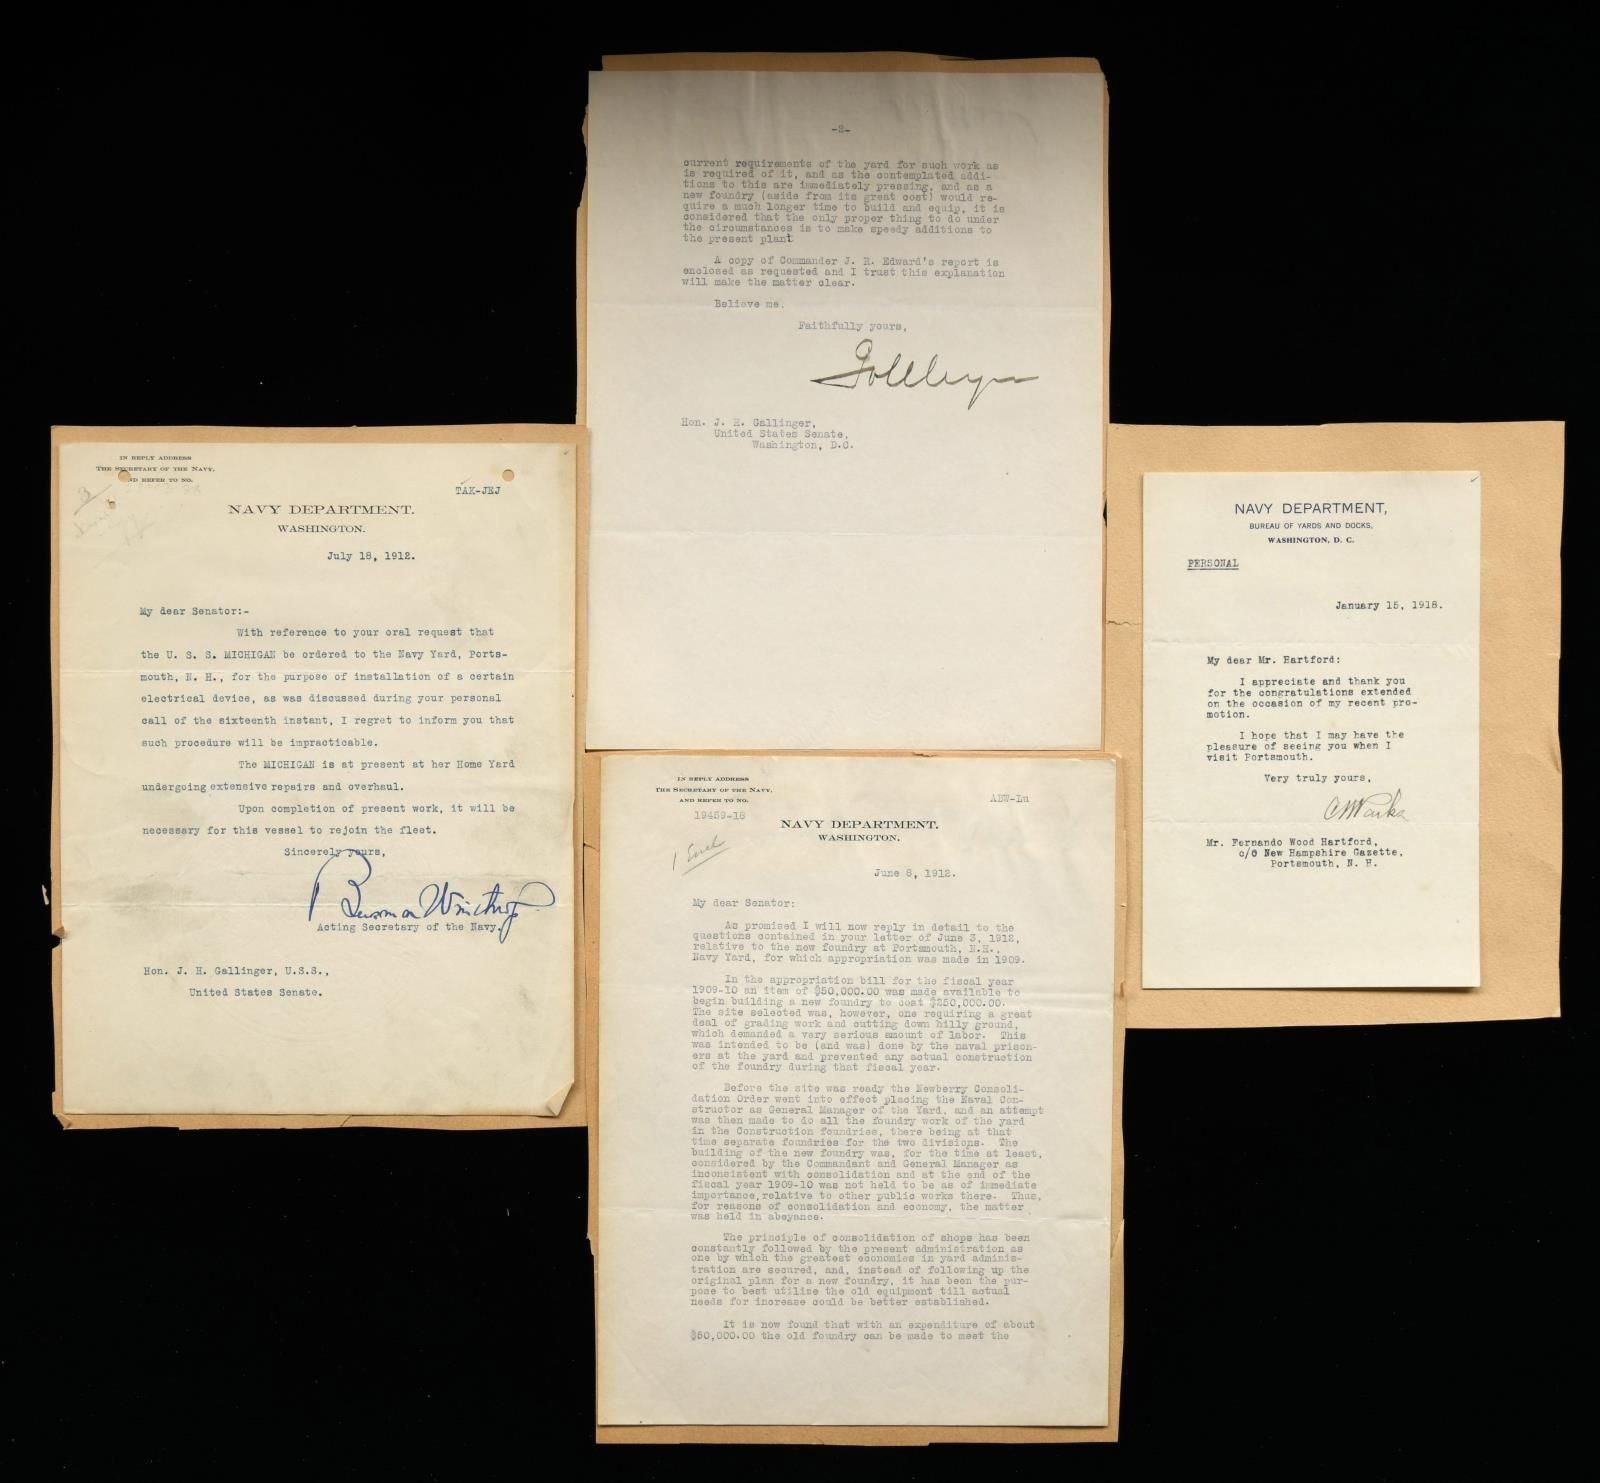 IN REPLY ADDRESS
THE SECRETARY OF THE NAVY,
AND REFER TO NO.
3
TAK-JEJ
NAVY DEPARTMENT.
WASHINGTON.
July 18, 1912.
My dear Senator:-
With reference to your oral request that
the U. S. S. MICHIGAN be ordered to the Navy Yard, Ports-
mouth, N. H., for the purpose of installation of a certain
electrical device, as was discussed during your personal
call of the sixteenth instant, I regret to inform you that
such procedure will be impracticable.
The MICHIGAN is at present at her Home Yard
undergoing extensive repairs and overhaul.
Upon completion of present work, it will be
necessary for this vessel to rejoin the fleet.
Sincerely yours,
Beekman Winthrop
Acting Secretary of the Navy.
Hon. J. H. Gallinger, U.S.S.,
United States Senate.
-2-
current requirements of the yard for such work as
is required of it, and as the contemplated addi-
tions to this are immediately pressing, and as a
new foundry (aside from its great cost) would re-
quire a much longer time to build and equip, it is
considered that the only proper thing to do under
the circumstances is to make speedy additions to
the present plant
A copy of Commander J. R. Edward's report is
enclosed as requested and I trust this explanation
will make the matter clear.
Believe me,
Faithfully yours,
Hon. J. H. Gallinger,
United States Senate,
Washington, D.C.
IN REPLY ADDRESS
THE SECRETARY OF THE NAVY,
AND REFER TO NO.
19459-18
ABW-Lu
NAVY DEPARTMENT.
WASHINGTON.
1 Encl
June 8, 1912.
My dear Senator:
As promised I will now reply in detail to the
questions contained in your letter of June 3, 1912,
relative to the new foundry at Portsmouth, N.H.,
Navy Yard, for which appropriation was made in 1909.
In the appropriation bill for the fiscal year
1909-10 an item of $50,000.00 was made available to
begin building a new foundry to cost $250,000.00.
The site selected was, however, one requiring a great
deal of grading work and cutting down hilly ground,
which demanded a very serious amount of labor. This
was intended to be (and was) done by the naval prison-
ers at the yard and prevented any actual construction
of the foundry during that fiscal year.
Before the site was ready the Newberry Consoli-
dation Order went into effect placing the Naval Con-
structor as General Manager of the Yard, and an attempt
was then made to do all the foundry work of the yard
in the Construction foundries, there being at that
time separate foundries for the two divisions. The
building of the new foundry was, for the time at least,
considered by the Commandant and General Manager as
inconsistent with consolidation and at the end of the
fiscal year 1909-10 was not held to be as of immediate
importance, relative to other public works there. Thus,
for reasons of consolidation and economy, the matter
was held in abeyance.
The principle of consolidation of shops has been
constantly followed by the present administration as
one by which the greatest economies in yard adminis-
tration are secured, and, instead of following up the
original plan for a new foundry, it has been the pur-
pose to best utilize the old equipment till actual
needs for increase could be better established.
It is now found that with an expenditure of about
$50,000.00 the old foundry can be made to meet the
NAVY DEPARTMENT,
BUREAU OF YARDS AND DOCKS,
WASHINGTON, D. C.
PERSONAL
January 15, 1918.
My dear Mr. Hartford:
I appreciate and thank you
for the congratulations extended
on the occasion of my recent pro-
motion.
I hope that I may have the
pleasure of seeing you when I
visit Portsmouth.
Very truly yours,
CWParks
Mr. Fernando Wood Hartford,
c/o New Hampshire Gazette,
Portsmouth, N. H.